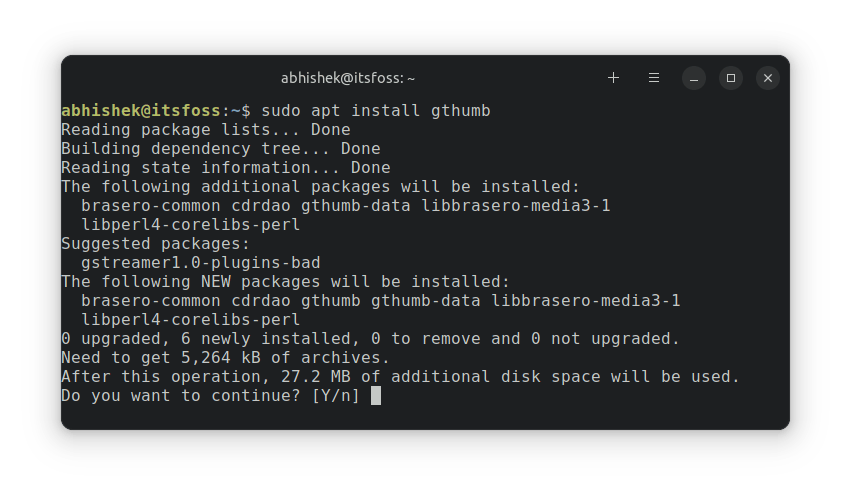 abhishek@itsfoss: ~
abhishek@itsfoss:~$ sudo apt install gthumb
Reading package lists... Done
Building dependency tree... Done
Reading state information... Done
The following additional packages will be installed:
  brasero-common cdrdao gthumb-data libbrasero-media3-1
  libperl4-corelibs-perl
Suggested packages:
  gstreamer1.0-plugins-bad
The following NEW packages will be installed:
  brasero-common cdrdao gthumb gthumb-data libbrasero-media3-1
  libperl4-corelibs-perl
0 upgraded, 6 newly installed, 0 to remove and 0 not upgraded.
Need to get 5,264 kB of archives.
After this operation, 27.2 MB of additional disk space will be used.
Do you want to continue? [Y/n]